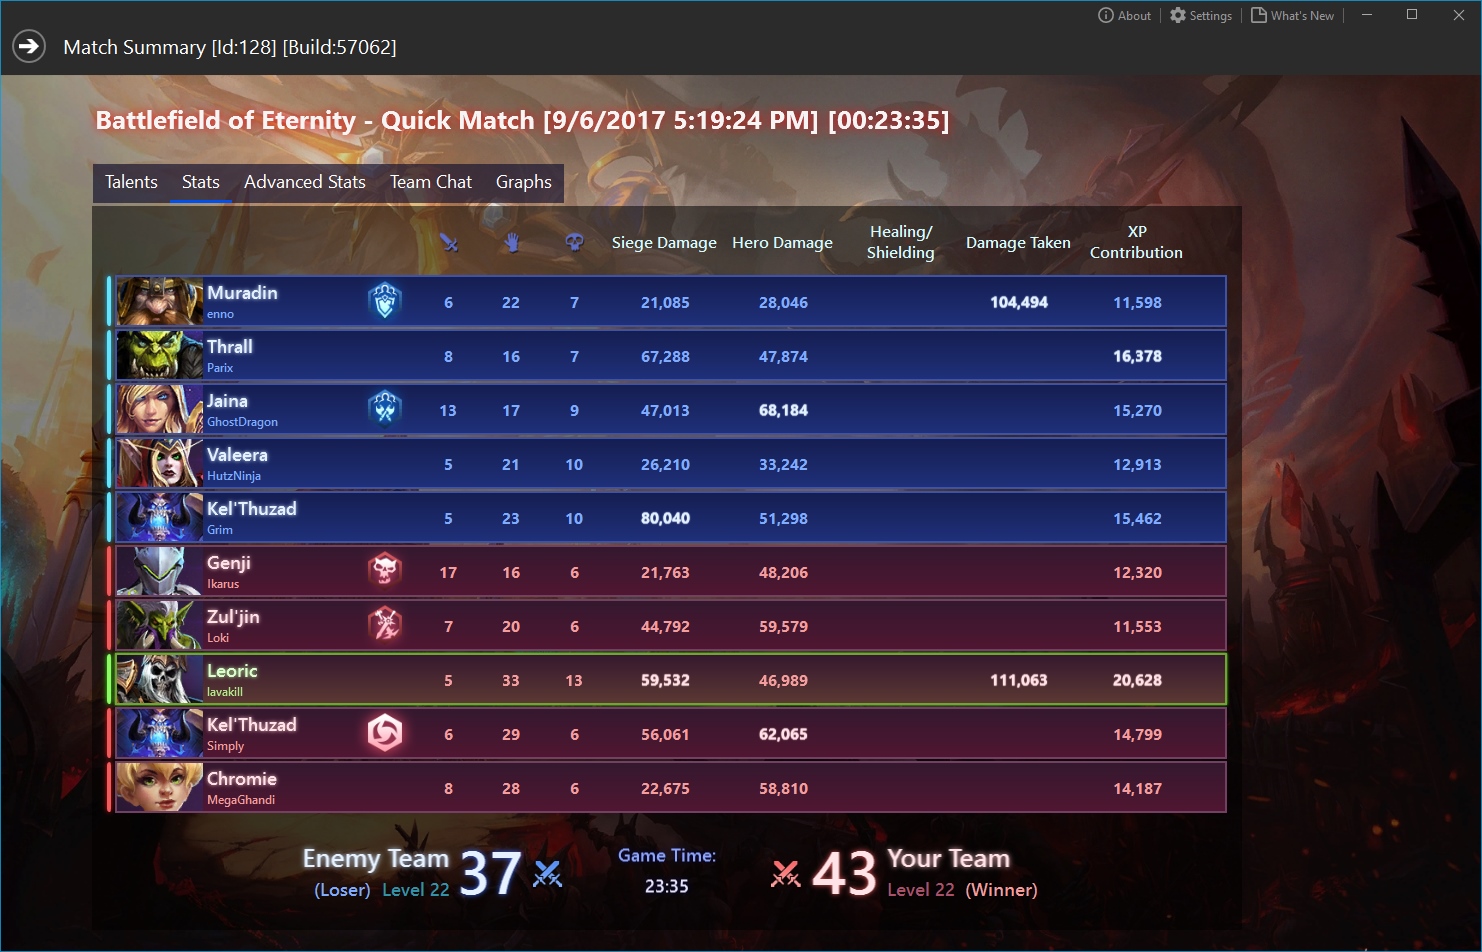 About
Settings
What's New
Match Summary [Id:128] [Build:57062]
Battlefield of Eternity - Quick Match [9/6/2017 5:19:24 PM] [00:23:35]
Talents Stats Advanced Stats Team Chat Graphs
Siege Damage Hero Damage Healing/ Shielding Damage Taken XP Contribution
Muradin
enno
6 22 7 21,085 28,046 104,494 11,598
Thrall
Parix
8 16 7 67,288 47,874 16,378
Jaina
GhostDragon
13 17 9 47,013 68,184 15,270
Valeera
HutzNinja
5 21 10 26,210 33,242 12,913
Kel'Thuzad
Grim
5 23 10 80,040 51,298 15,462
Genji
Ikarus
17 16 6 21,763 48,206 12,320
Zul'jin
Loki
7 20 6 44,792 59,579 11,553
Leoric
lavakill
5 33 13 59,532 46,989 111,063 20,628
Kel'Thuzad
Simply
6 29 6 56,061 62,065 14,799
Chromie
MegaGhandi
8 28 6 22,675 58,810 14,187
Enemy Team
(Loser) Level 22
37
Game Time:
23:35
43
Your Team
Level 22 (Winner)